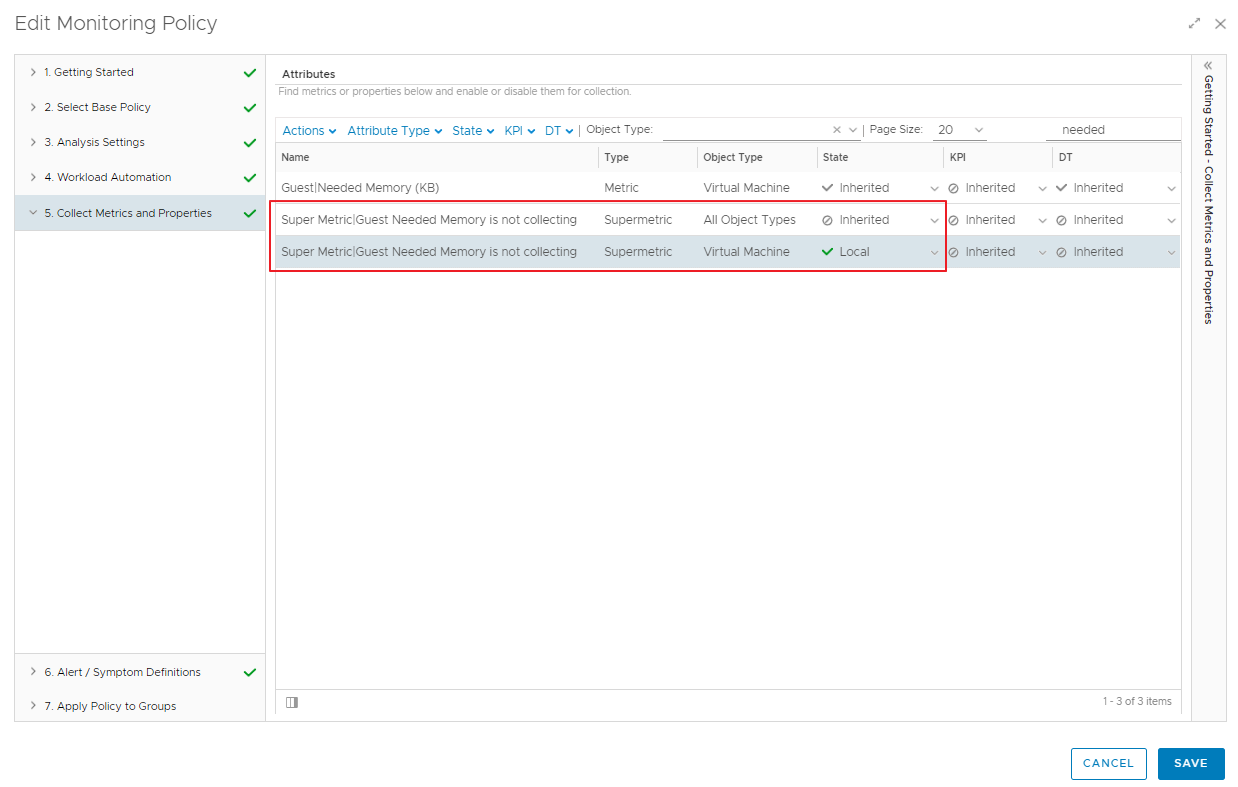 Edit Monitoring Policy
1. Getting Started
2. Select Base Policy
3. Analysis Settings
4. Workload Automation
5. Collect Metrics and Properties
6. Alert / Symptom Definitions
7. Apply Policy to Groups
Attributes
Find metrics or properties below and enable or disable them for collection.
Actions Attribute Type State KPI DT | Object Type: | Page Size: 20 needed
Name Type Object Type State KPI DT
Guest|Needed Memory (KB) Metric Virtual Machine Inherited Inherited Inherited
Super Metric|Guest Needed Memory is not collecting Supermetric All Object Types Inherited Inherited Inherited
Super Metric|Guest Needed Memory is not collecting Supermetric Virtual Machine Local Inherited Inherited
1 - 3 of 3 items
Getting Started - Collect Metrics and Properties
CANCEL SAVE